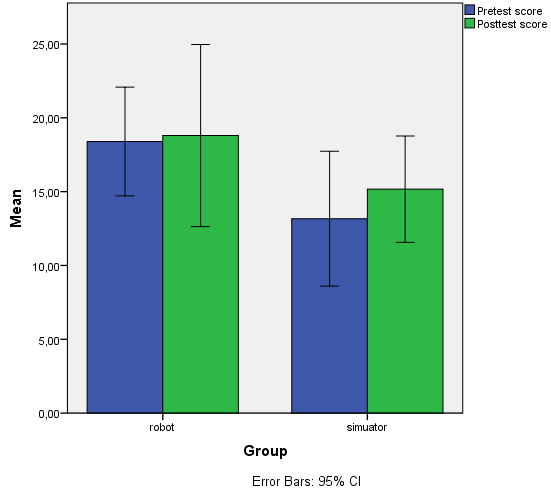 Pretest score
Posttest score
25,00
20,00
15,00
10,00
5,00
0,00
Mean
robot
simuator
Group
Error Bars: 95% CI